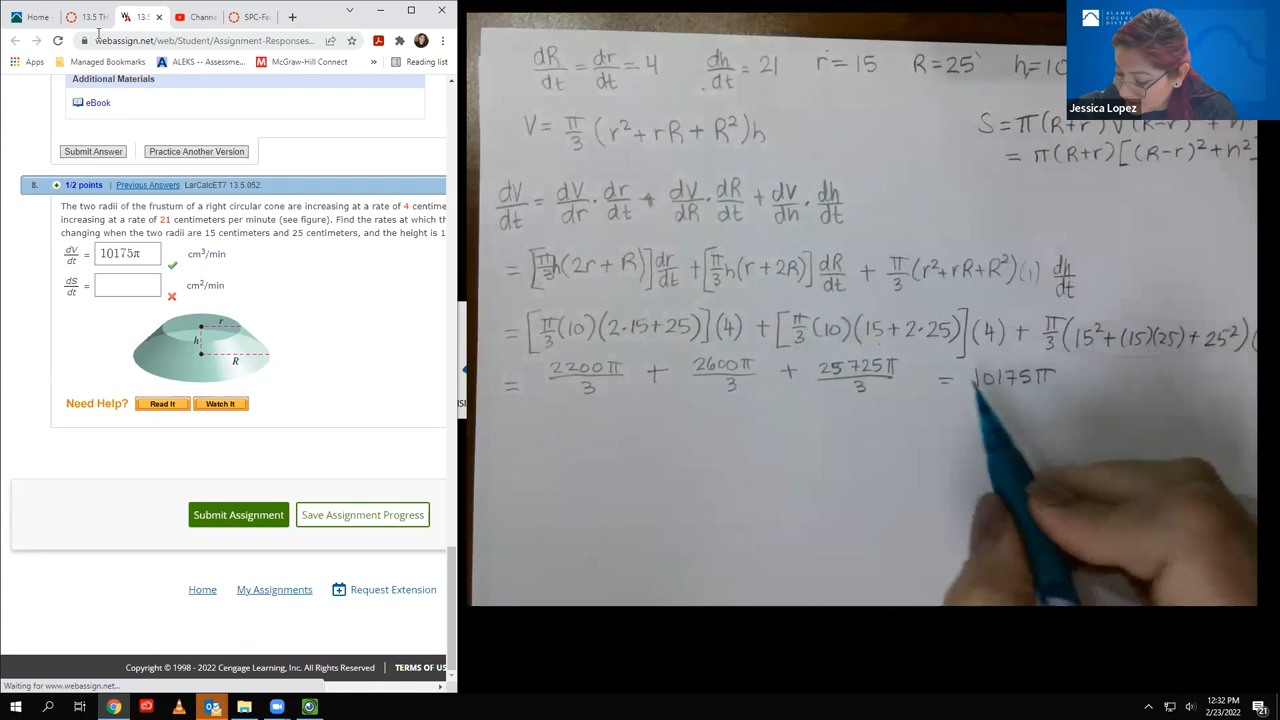 Home
13.5 TH
13.5
Chann
SPC-Fac
webassign.net/web/Student/Assignment-Responses...
Apps
Managed Bookmarks
ALEKS -- Assessme...
McGraw-Hill Connect
Reading list
Additional Materials
eBook
Submit Answer
Practice Another Version
8.
1/2 points
Previous Answers
LarCalcET7 13.5.052.
The two radii of the frustum of a right circular cone are increasing at a rate of 4 centime
increasing at a rate of 21 centimeters per minute (see figure). Find the rates at which th
changing when the two radii are 15 centimeters and 25 centimeters, and the height is 1
dV/dt = 10175π cm³/min
dS/dt = cm²/min
r
h
R
Need Help?
Read It
Watch It
Submit Assignment
Save Assignment Progress
Home
My Assignments
Request Extension
Copyright © 1998 - 2022 Cengage Learning, Inc. All Rights Reserved
TERMS OF US
Waiting for www.webassign.net...
dR/dt = dr/dt = 4 dh/dt = 21 r = 15 R = 25 h = 10
V = π/3 (r² + rR + R²)h
S = π(R+r)√(R-r)² + h²
= π(R+r)[(R-r)² + h²]
dV/dt = dV/dr · dr/dt + dV/dR · dR/dt + dV/dh · dh/dt
= [π/3 h(2r + R)] dr/dt + [π/3 h(r + 2R)] dR/dt + π/3 (r² + rR + R²)(1) dh/dt
= [π/3 (10)(2·15 + 25)](4) + [π/3 (10)(15 + 2·25)](4) + π/3 (15² + (15)(25) + 25²)(
= 2200π/3 + 2600π/3 + 25725π/3 = 10175π
ALAMO
COLLEGES
DISTRICT
Jessica Lopez
12:32 PM
2/23/2022
21